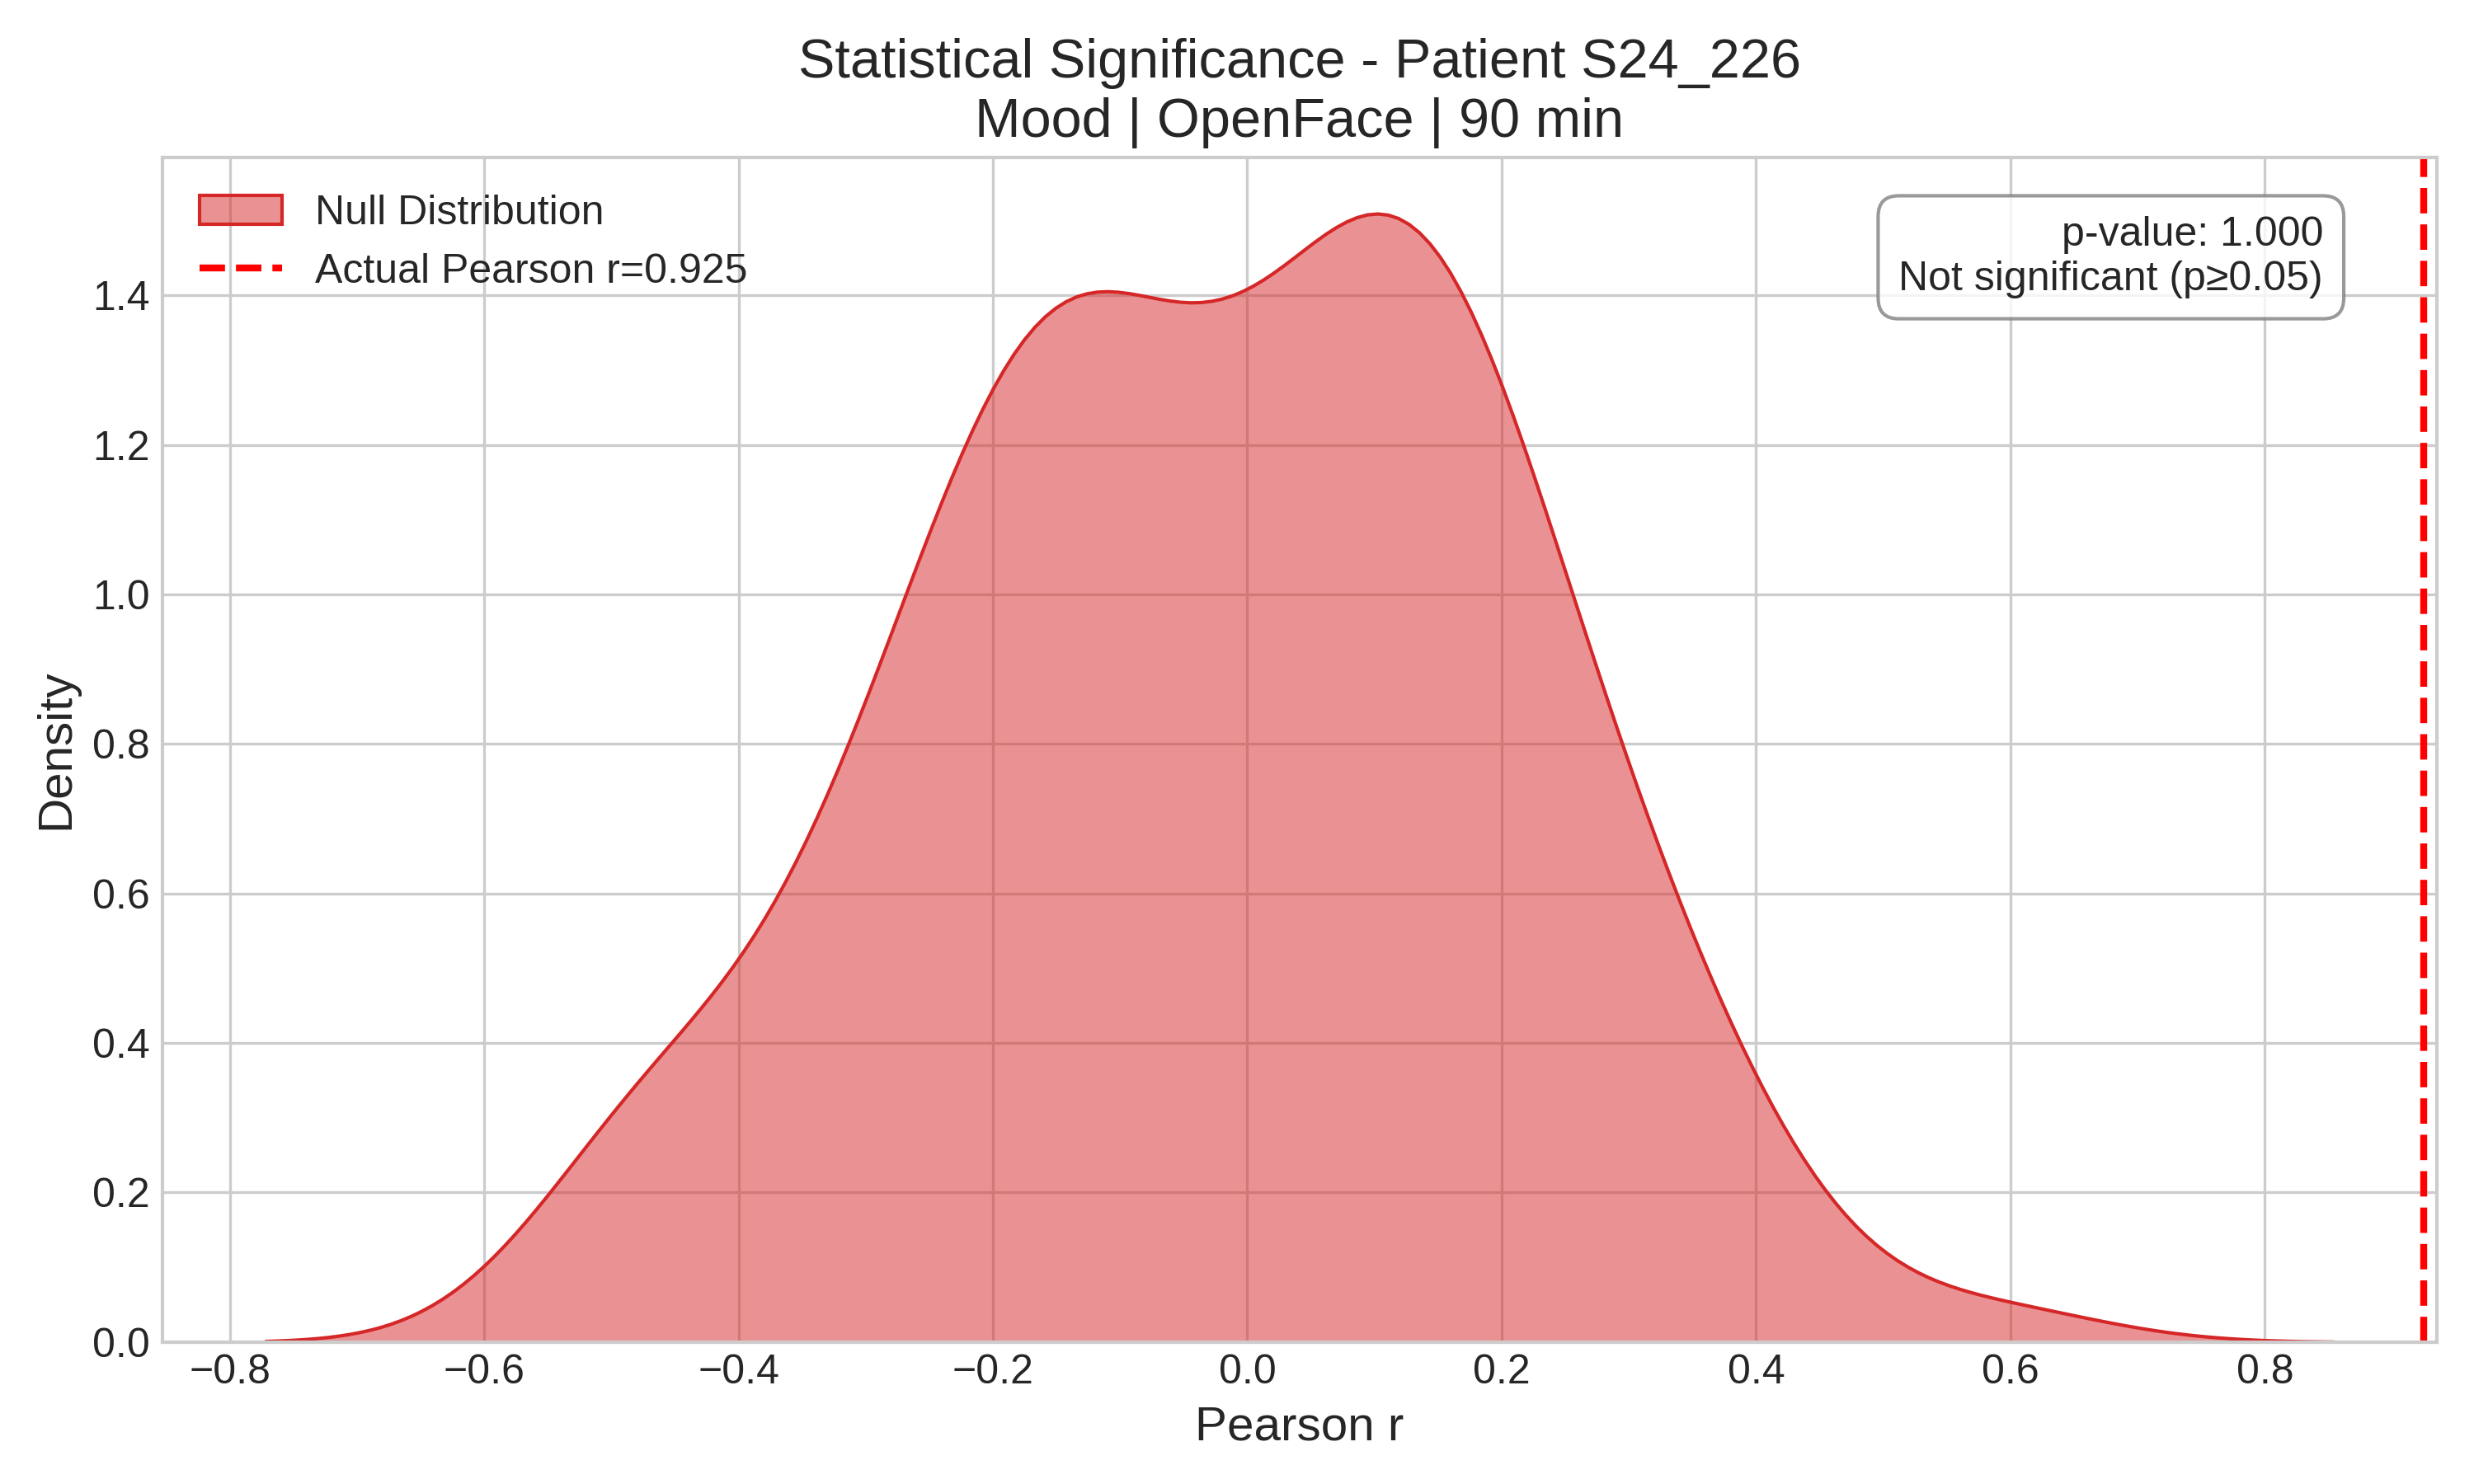 Statistical Significance - Patient S24_226
Mood | OpenFace | 90 min
Null Distribution
Actual Pearson r=0.925
p-value: 1.000
Not significant (p≥0.05)
Density
1.4
1.2
1.0
0.8
0.6
0.4
0.2
0.0
−0.8 −0.6 −0.4 −0.2 0.0 0.2 0.4 0.6 0.8
Pearson r